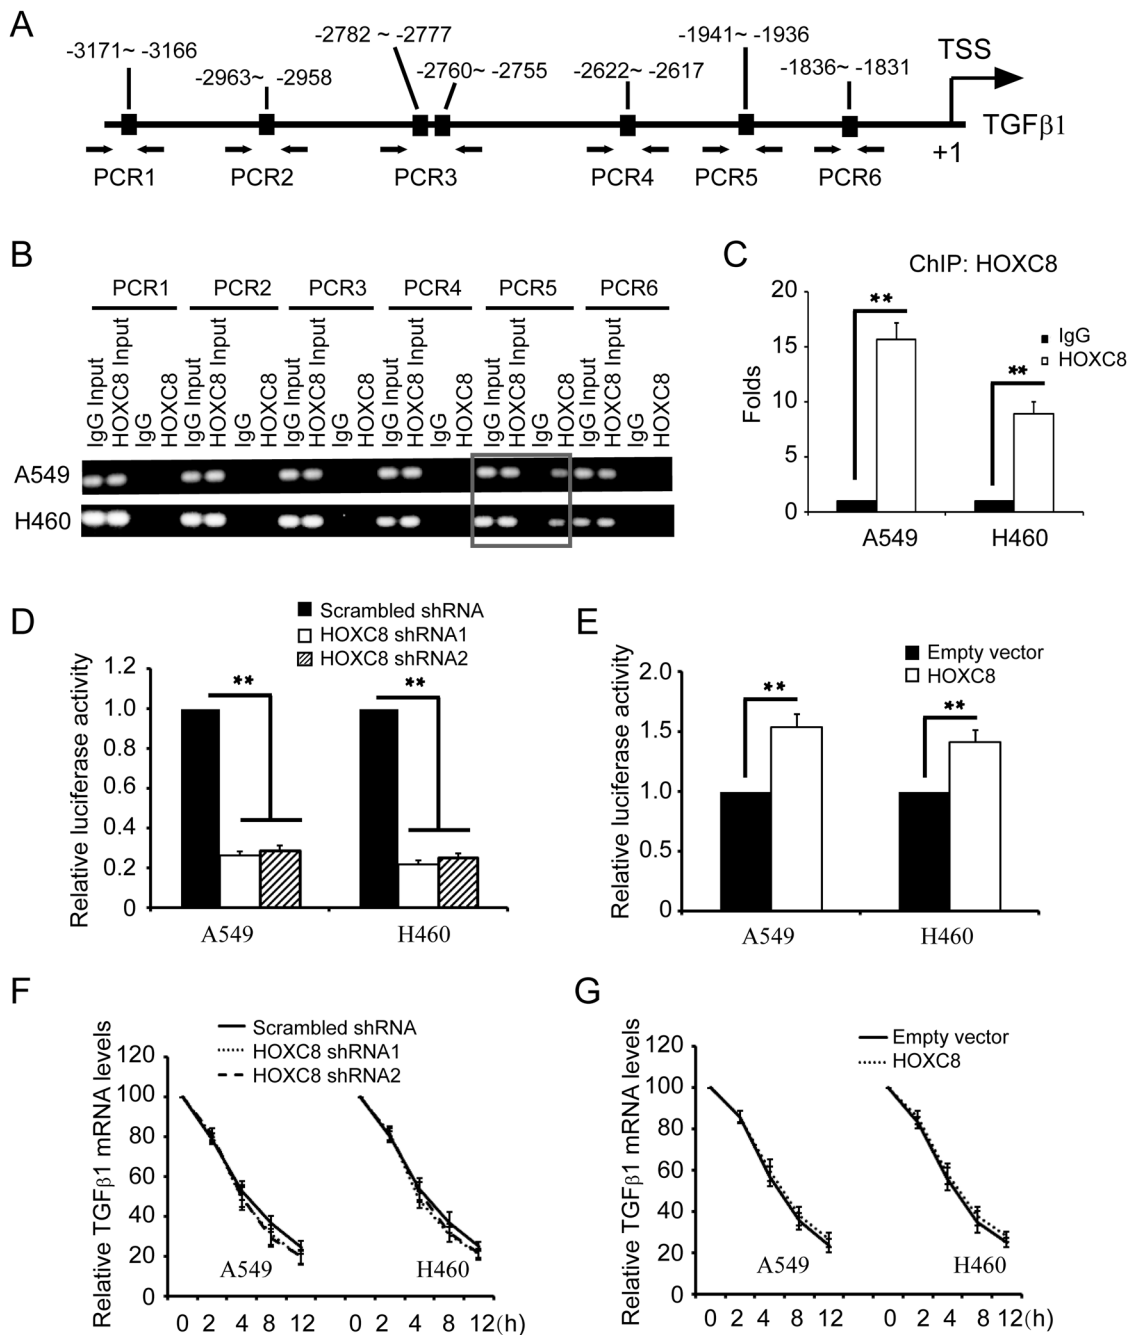 A
-3171~ -3166
-2963~ -2958
-2782 ~ -2777
-2760~ -2755
-2622~ -2617
-1941~ -1936
-1836~ -1831
TSS
TGFβ1
+1
PCR1 PCR2 PCR3 PCR4 PCR5 PCR6
B
PCR1 PCR2 PCR3 PCR4 PCR5 PCR6
IgG Input
HOXC8 Input
IgG
HOXC8
IgG Input
HOXC8 Input
IgG
HOXC8
IgG Input
HOXC8 Input
IgG
HOXC8
IgG Input
HOXC8 Input
IgG
HOXC8
IgG Input
HOXC8 Input
IgG
HOXC8
IgG Input
HOXC8 Input
IgG
HOXC8
A549
H460
C
ChIP: HOXC8
Folds
20
15
10
5
0
**
**
IgG
HOXC8
A549 H460
D
Scrambled shRNA
HOXC8 shRNA1
HOXC8 shRNA2
Relative luciferase activity
1.2
1.0
0.8
0.6
0.4
0.2
0
**
**
A549 H460
E
Empty vector
HOXC8
Relative luciferase activity
2.0
1.5
1.0
0.5
0
**
**
A549 H460
F
Scrambled shRNA
HOXC8 shRNA1
HOXC8 shRNA2
Relative TGFβ1 mRNA levels
120
100
80
60
40
20
0
A549 H460
0 2 4 8 12 0 2 4 8 12(h)
G
Empty vector
HOXC8
Relative TGFβ1 mRNA levels
120
100
80
60
40
20
0
A549 H460
0 2 4 8 12 0 2 4 8 12(h)